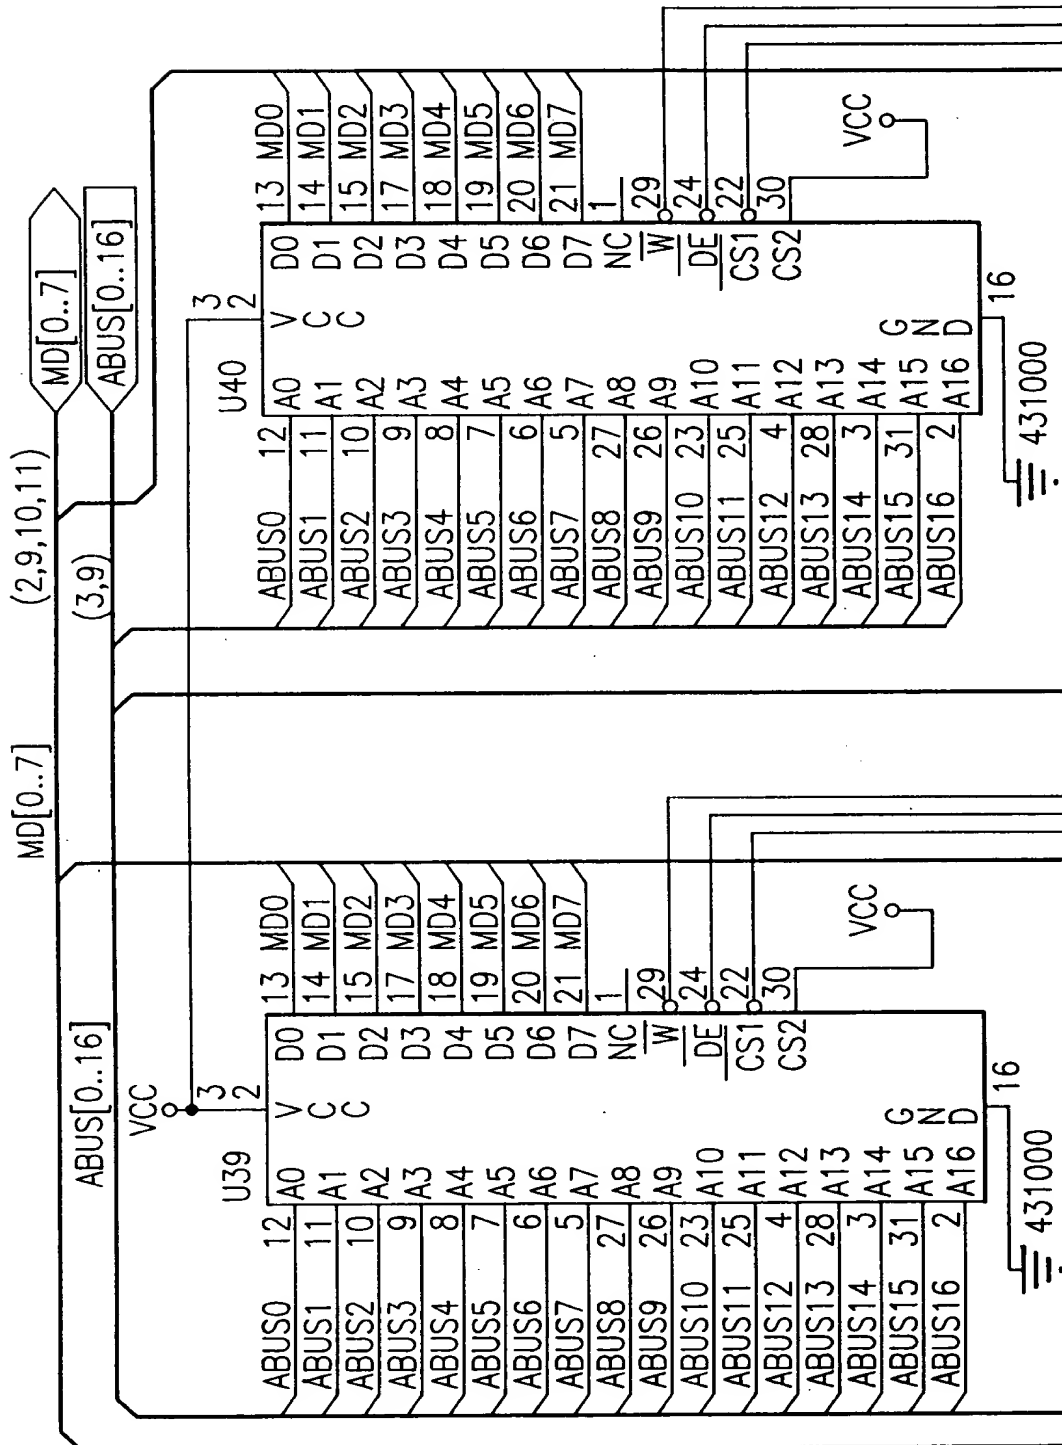 MD[0..7]
(2,9,10,11)
MD[0..7]
ABUS[0..16]
(3,9)
ABUS[0..16]
VCC
U39
32
VCC
ABUS0 12 A0
ABUS1 11 A1
ABUS2 10 A2
ABUS3 9 A3
ABUS4 8 A4
ABUS5 7 A5
ABUS6 6 A6
ABUS7 5 A7
ABUS8 27 A8
ABUS9 26 A9
ABUS10 23 A10
ABUS11 25 A11
ABUS12 4 A12
ABUS13 28 A13
ABUS14 3 A14
ABUS15 31 A15
ABUS16 2 A16
D0 13 MD0
D1 14 MD1
D2 15 MD2
D3 17 MD3
D4 18 MD4
D5 19 MD5
D6 20 MD6
D7 21 MD7
NC 1
W 29
DE 24
CS1 22
CS2 30
VCC
GND
16
431000
U40
32
VCC
ABUS0 12 A0
ABUS1 11 A1
ABUS2 10 A2
ABUS3 9 A3
ABUS4 8 A4
ABUS5 7 A5
ABUS6 6 A6
ABUS7 5 A7
ABUS8 27 A8
ABUS9 26 A9
ABUS10 23 A10
ABUS11 25 A11
ABUS12 4 A12
ABUS13 28 A13
ABUS14 3 A14
ABUS15 31 A15
ABUS16 2 A16
D0 13 MD0
D1 14 MD1
D2 15 MD2
D3 17 MD3
D4 18 MD4
D5 19 MD5
D6 20 MD6
D7 21 MD7
NC 1
W 29
DE 24
CS1 22
CS2 30
VCC
GND
16
431000